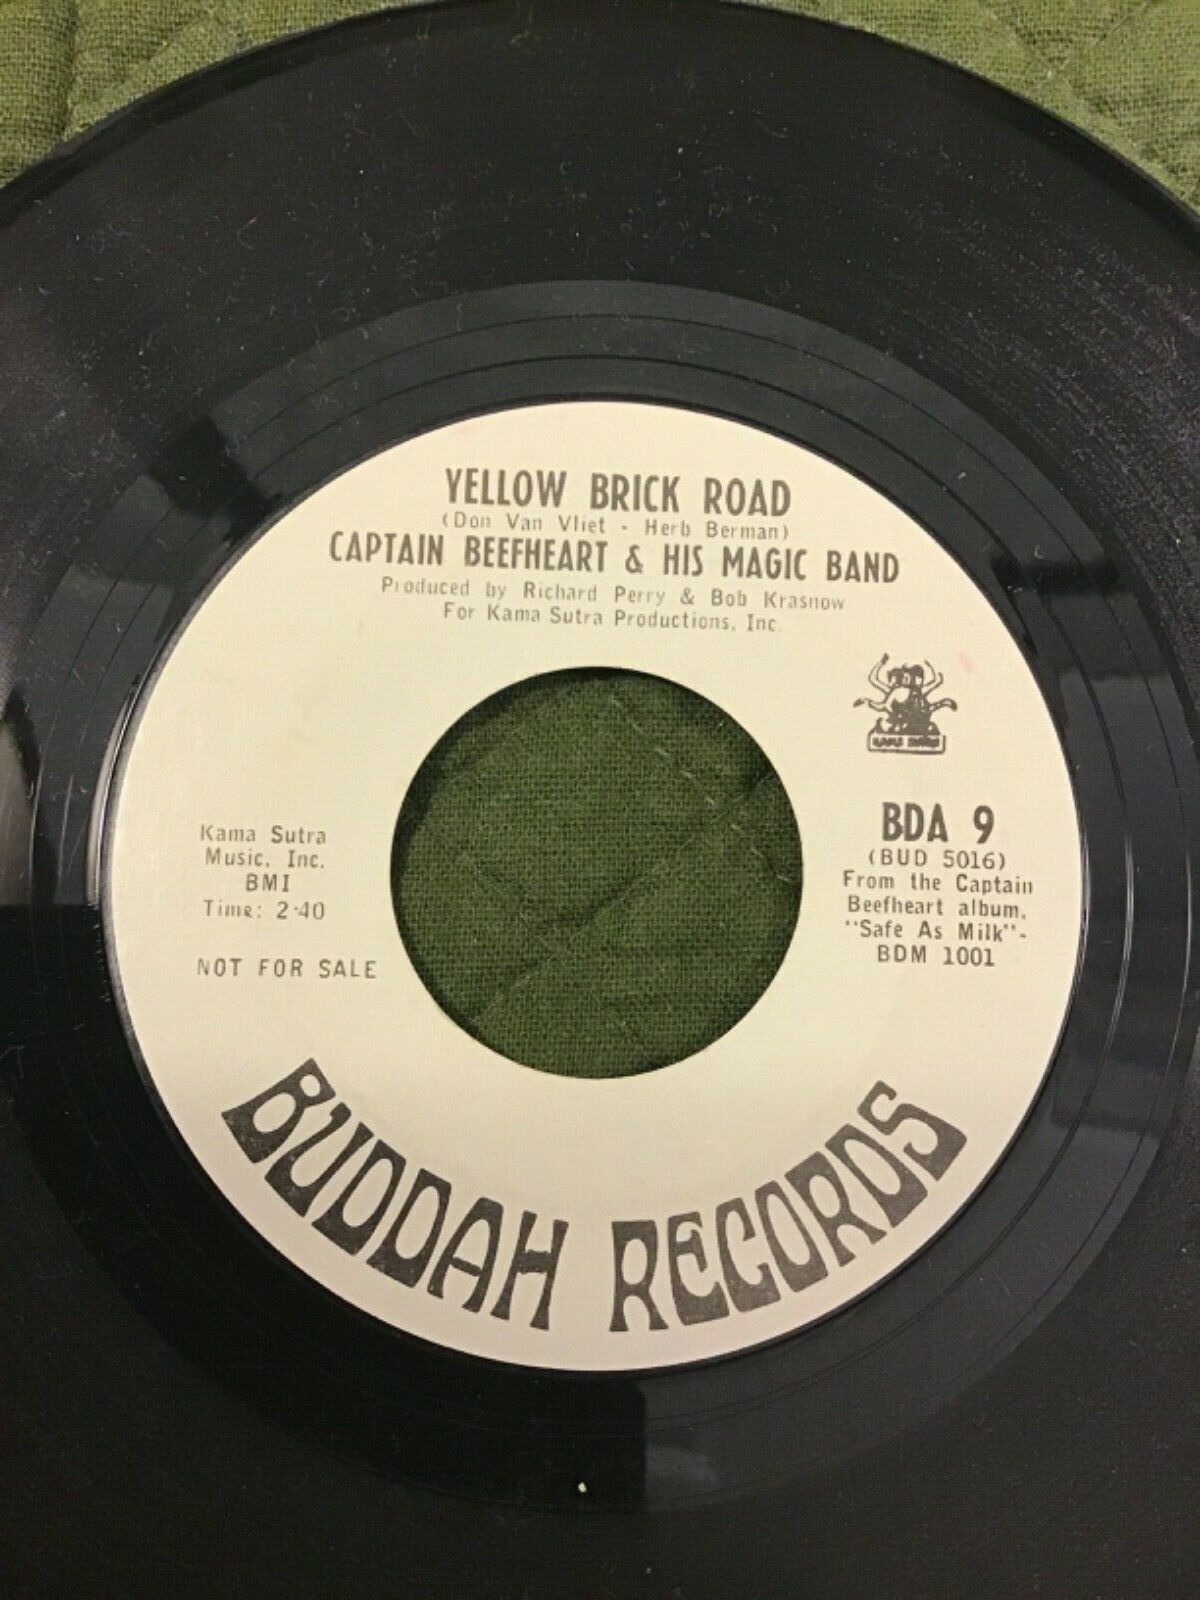 YELLOW BRICK ROAD
(Don Van Vliet - Herb Berman)
CAPTAIN BEEFHEART & HIS MAGIC BAND
Produced by Richard Perry & Bob Krasnow
For Kama Sutra Productions, Inc.
KAMA SUTRA
Kama Sutra
Music, Inc.
BMI
Time: 2:40
NOT FOR SALE
BDA 9
(BUD 5016)
From the Captain
Beefheart album,
"Safe As Milk"-
BDM 1001
BUDDAH RECORDS